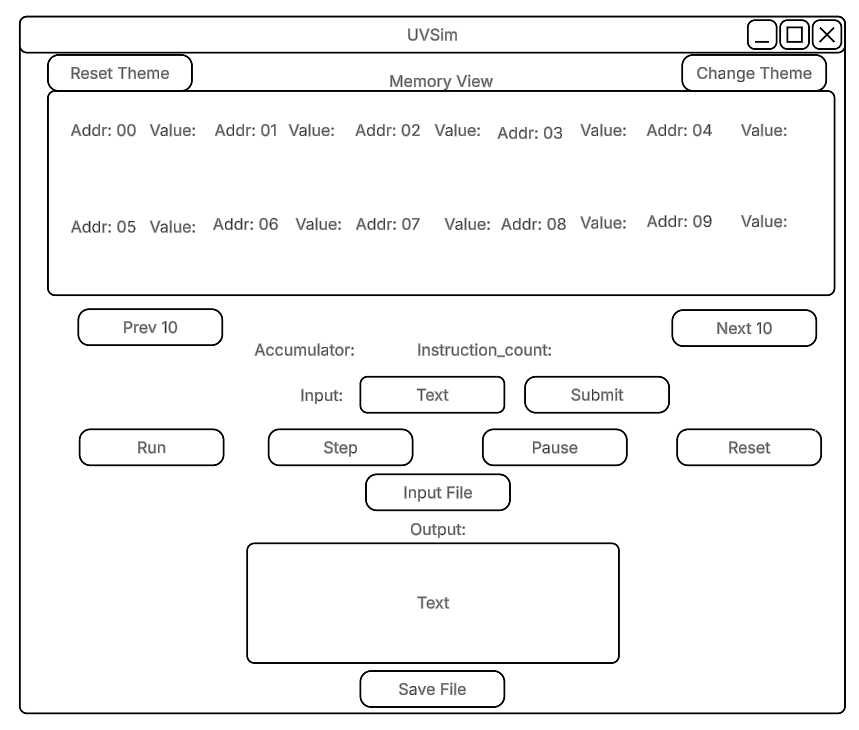 UVSim
Reset Theme
Memory View
Change Theme
Addr: 00 Value: Addr: 01 Value: Addr: 02 Value: Addr: 03 Value: Addr: 04 Value:
Addr: 05 Value: Addr: 06 Value: Addr: 07 Value: Addr: 08 Value: Addr: 09 Value:
Prev 10
Next 10
Accumulator: Instruction_count:
Input: Text Submit
Run Step Pause Reset
Input File
Output:
Text
Save File